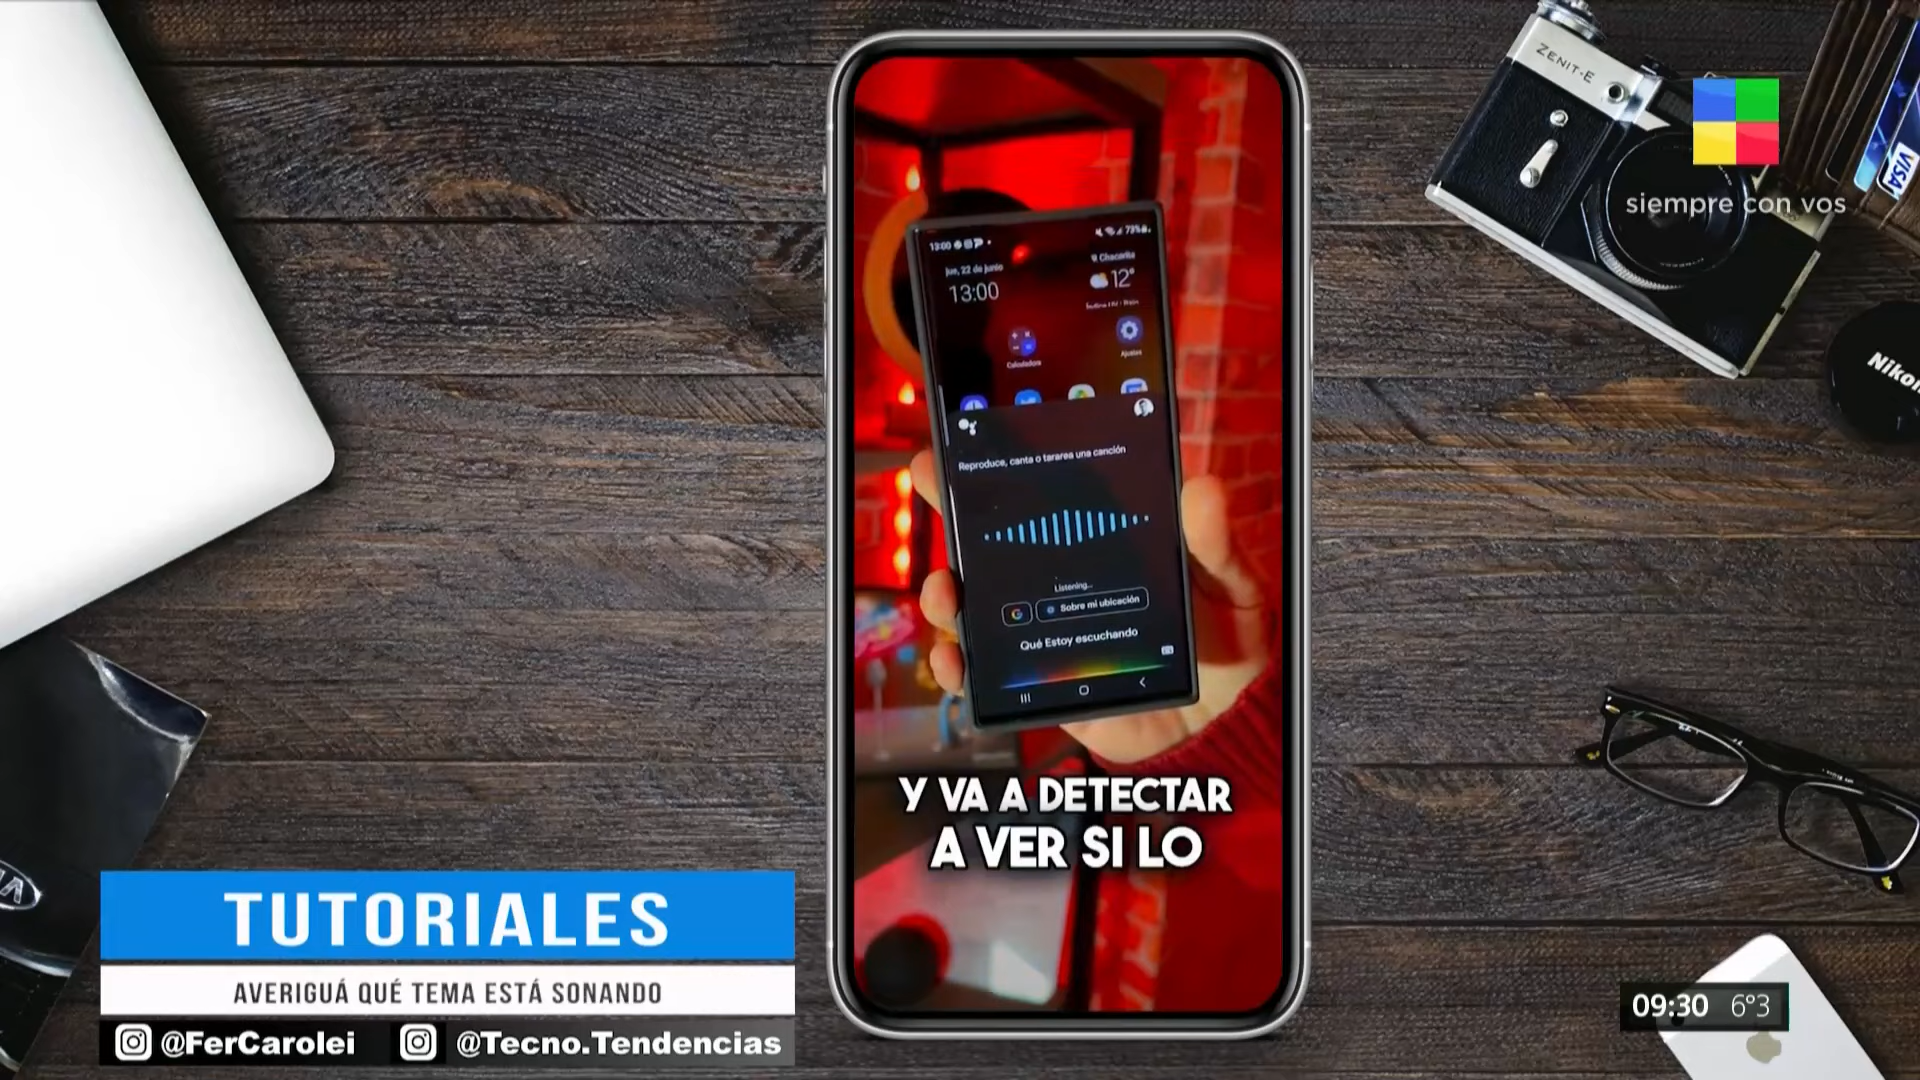 ZENIT-E
VISA
siempre con vos
Nikon
13:00
73%
jue, 22 de junio
13:00
Chacarita
12°
Calculadora
Ajustes
Reproduce, canta o tararea una canción
Listening...
G
Sobre mi ubicación
Qué Estoy escuchando
Y VA A DETECTAR
A VER SI LO
TUTORIALES
AVERIGUÁ QUÉ TEMA ESTÁ SONANDO
@FerCarolei @Tecno.Tendencias
09:30 6°3